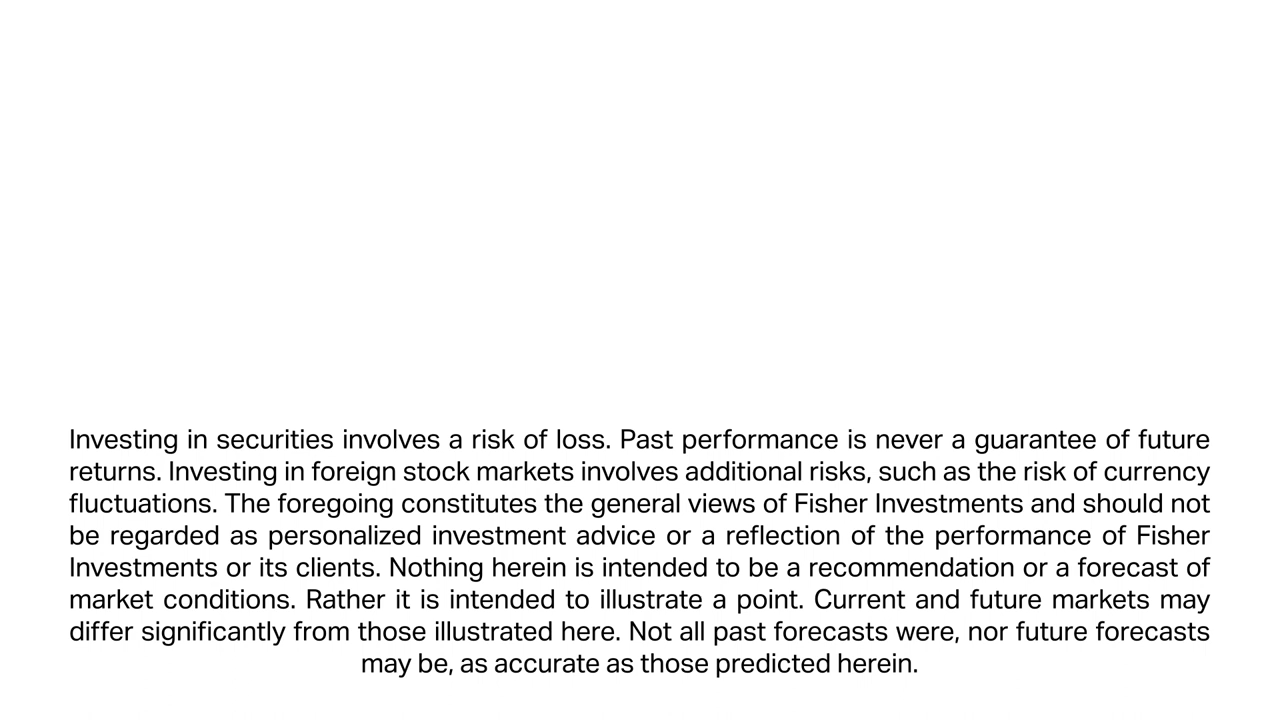 Investing in securities involves a risk of loss. Past performance is never a guarantee of future
returns. Investing in foreign stock markets involves additional risks, such as the risk of currency
fluctuations. The foregoing constitutes the general views of Fisher Investments and should not
be regarded as personalized investment advice or a reflection of the performance of Fisher
Investments or its clients. Nothing herein is intended to be a recommendation or a forecast of
market conditions. Rather it is intended to illustrate a point. Current and future markets may
differ significantly from those illustrated here. Not all past forecasts were, nor future forecasts
may be, as accurate as those predicted herein.